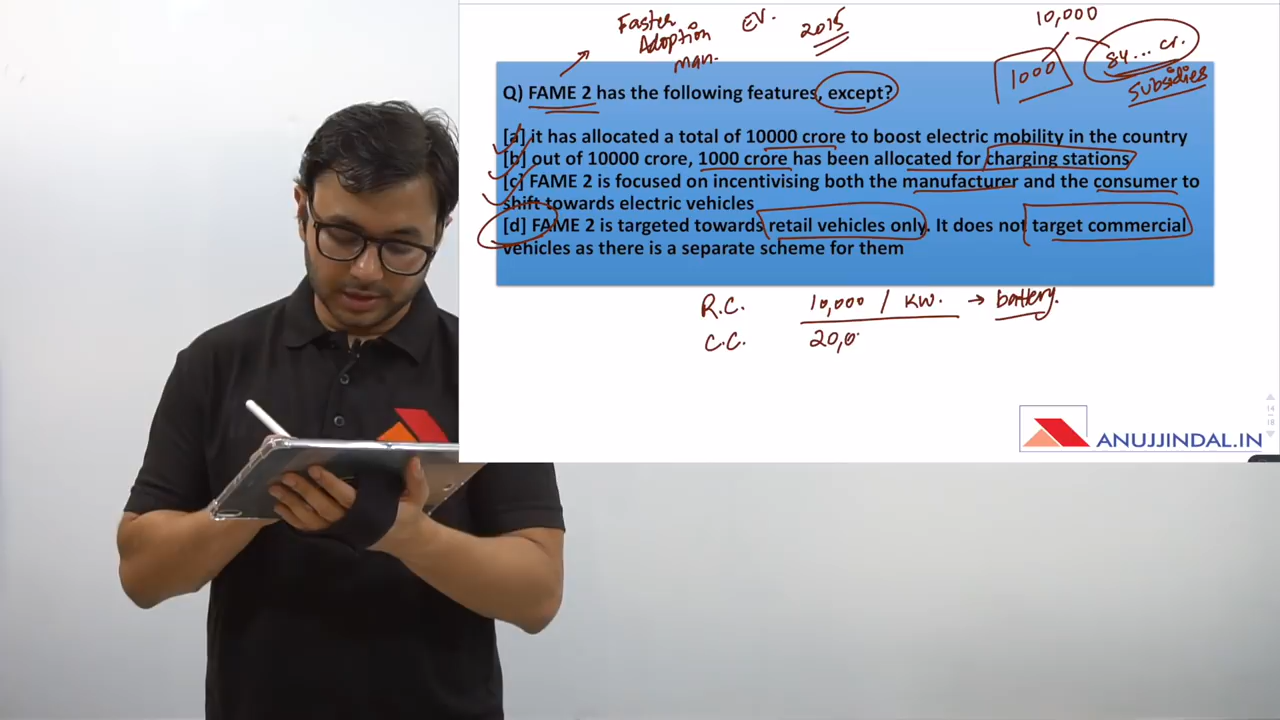 Faster EV. 2015 10,000
Adoption 1000 84... cr.
man. Subsidies
Q) FAME 2 has the following features, except?
[a] it has allocated a total of 10000 crore to boost electric mobility in the country
[b] out of 10000 crore, 1000 crore has been allocated for charging stations
[c] FAME 2 is focused on incentivising both the manufacturer and the consumer to
shift towards electric vehicles
[d] FAME 2 is targeted towards retail vehicles only. It does not target commercial
vehicles as there is a separate scheme for them
R.C. 10,000 / KW. → battery.
C.C. 20,0
14
18
ANUJJINDAL.IN